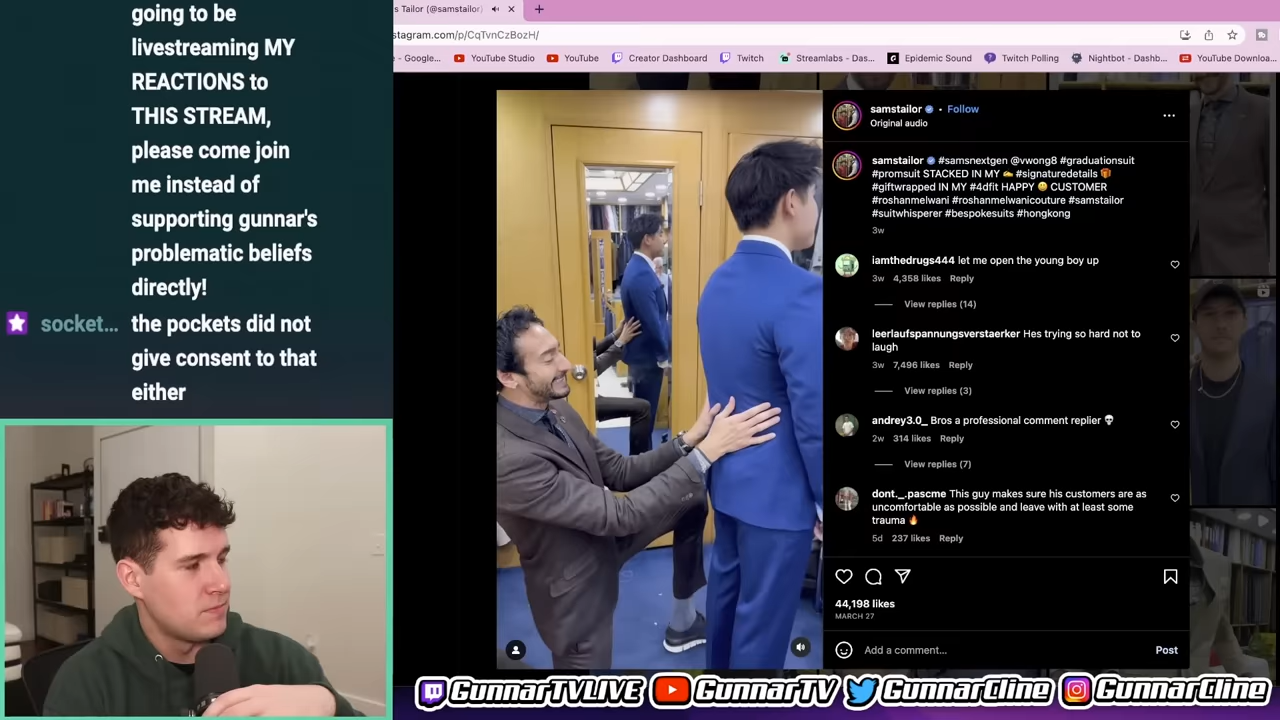 going to be
livestreaming MY
REACTIONS to
THIS STREAM,
please come join
me instead of
supporting gunnar's
problematic beliefs
directly!
socket... the pockets did not
give consent to that
either
s Tailor (@samstailor)
stagram.com/p/CqTvnCzBozH/
- Google...
YouTube Studio
YouTube
Creator Dashboard
Twitch
Streamlabs - Das...
Epidemic Sound
Twitch Polling
Nightbot - Dashb...
YouTube Downloa...
samstailor • Follow
Original audio
samstailor #samsnextgen @vwong8 #graduationsuit
#promsuit STACKED IN MY ✍ #signaturedetails 🎁
#giftwrapped IN MY #4dfit HAPPY 😃 CUSTOMER
#roshanmelwani #roshanmelwanicouture #samstailor
#suitwhisperer #bespokesuits #hongkong
3w
iamthedrugs444 let me open the young boy up
3w 4,358 likes Reply
View replies (14)
leerlaufspannungsverstaerker Hes trying so hard not to
laugh
3w 7,496 likes Reply
View replies (3)
andrey3.0_ Bros a professional comment replier 💀
2w 314 likes Reply
View replies (7)
dont._.pascme This guy makes sure his customers are as
uncomfortable as possible and leave with at least some
trauma 🔥
5d 237 likes Reply
44,198 likes
MARCH 27
Add a comment...
Post
GunnarTVLIVE
GunnarTV
GunnarCline
GunnarCline